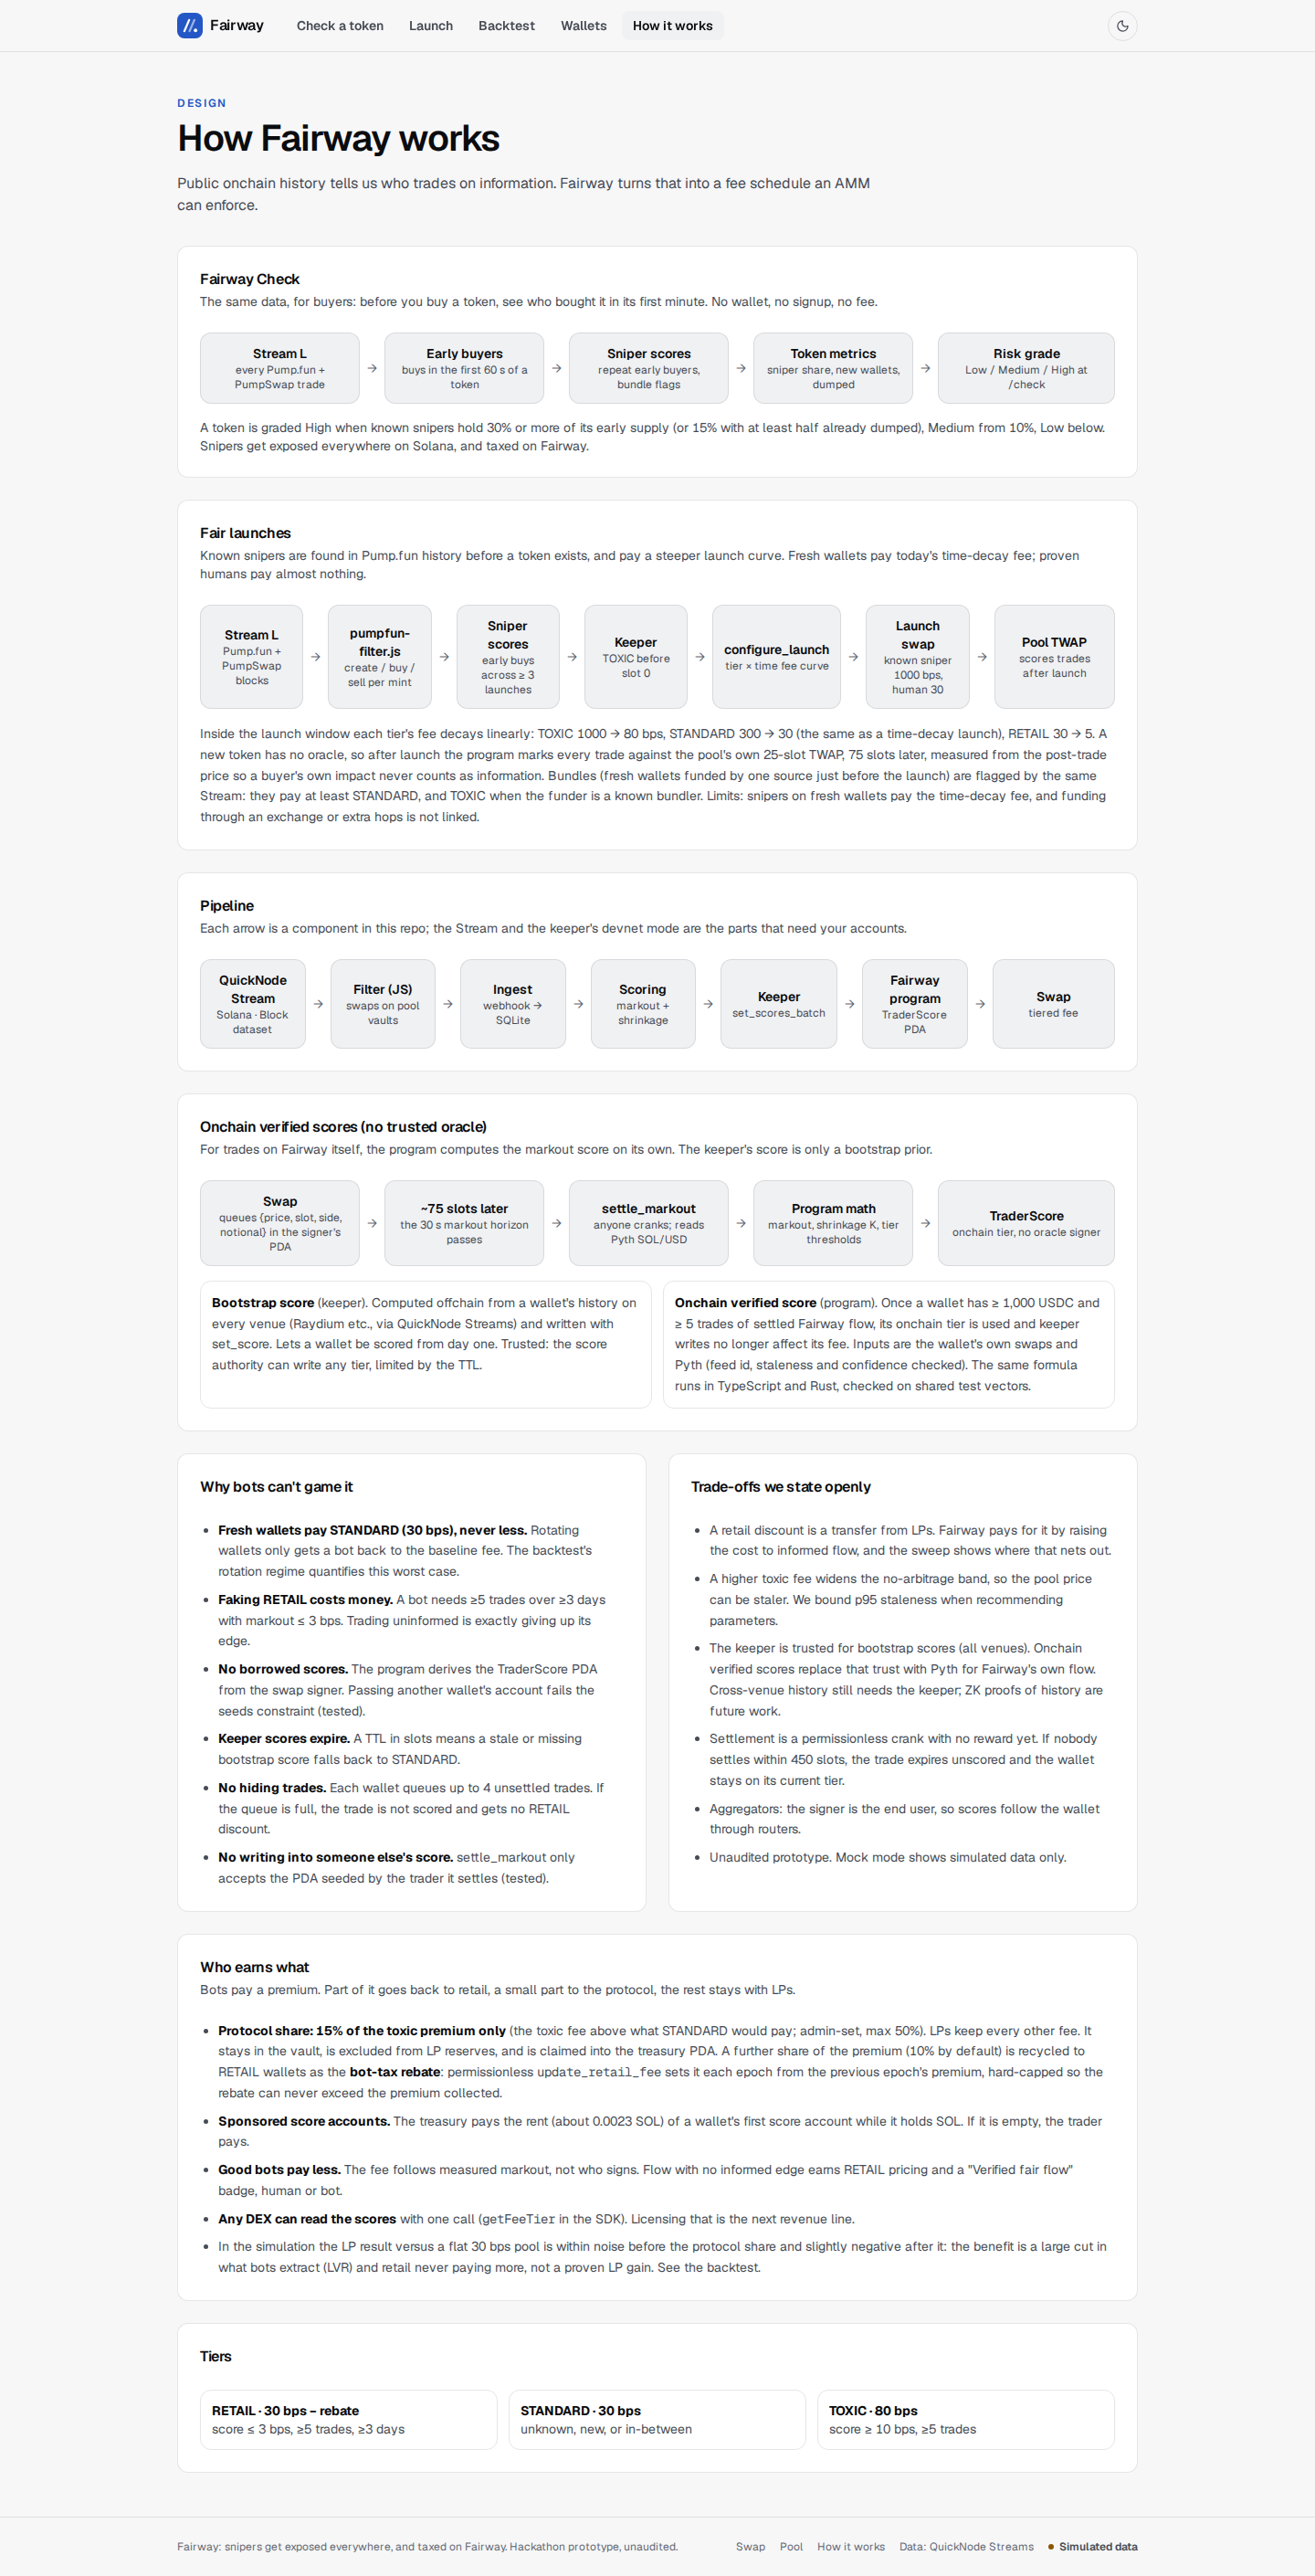 Fairway
Check a token
Launch
Backtest
Wallets
How it works
DESIGN
How Fairway works
Public onchain history tells us who trades on information. Fairway turns that into a fee schedule an AMM
can enforce.
Fairway Check
The same data, for buyers: before you buy a token, see who bought it in its first minute. No wallet, no signup, no fee.
Stream L
every Pump.fun +
PumpSwap trade
→
Early buyers
buys in the first 60 s of a
token
→
Sniper scores
repeat early buyers,
bundle flags
→
Token metrics
sniper share, new wallets,
dumped
→
Risk grade
Low / Medium / High at
/check
A token is graded High when known snipers hold 30% or more of its early supply (or 15% with at least half already dumped), Medium from 10%, Low below.
Snipers get exposed everywhere on Solana, and taxed on Fairway.
Fair launches
Known snipers are found in Pump.fun history before a token exists, and pay a steeper launch curve. Fresh wallets pay today's time-decay fee; proven
humans pay almost nothing.
Stream L
Pump.fun +
PumpSwap
blocks
→
pumpfun-
filter.js
create / buy /
sell per mint
→
Sniper
scores
early buys
across ≥ 3
launches
→
Keeper
TOXIC before
slot 0
→
configure_launch
tier × time fee curve
→
Launch
swap
known sniper
1000 bps,
human 30
→
Pool TWAP
scores trades
after launch
Inside the launch window each tier's fee decays linearly: TOXIC 1000 → 80 bps, STANDARD 300 → 30 (the same as a time-decay launch), RETAIL 30 → 5. A
new token has no oracle, so after launch the program marks every trade against the pool's own 25-slot TWAP, 75 slots later, measured from the post-trade
price so a buyer's own impact never counts as information. Bundles (fresh wallets funded by one source just before the launch) are flagged by the same
Stream: they pay at least STANDARD, and TOXIC when the funder is a known bundler. Limits: snipers on fresh wallets pay the time-decay fee, and funding
through an exchange or extra hops is not linked.
Pipeline
Each arrow is a component in this repo; the Stream and the keeper's devnet mode are the parts that need your accounts.
QuickNode
Stream
Solana · Block
dataset
→
Filter (JS)
swaps on pool
vaults
→
Ingest
webhook →
SQLite
→
Scoring
markout +
shrinkage
→
Keeper
set_scores_batch
→
Fairway
program
TraderScore
PDA
→
Swap
tiered fee
Onchain verified scores (no trusted oracle)
For trades on Fairway itself, the program computes the markout score on its own. The keeper's score is only a bootstrap prior.
Swap
queues {price, slot, side,
notional} in the signer's
PDA
→
~75 slots later
the 30 s markout horizon
passes
→
settle_markout
anyone cranks; reads
Pyth SOL/USD
→
Program math
markout, shrinkage K, tier
thresholds
→
TraderScore
onchain tier, no oracle signer
Bootstrap score (keeper). Computed offchain from a wallet's history on
every venue (Raydium etc., via QuickNode Streams) and written with
set_score. Lets a wallet be scored from day one. Trusted: the score
authority can write any tier, limited by the TTL.
Onchain verified score (program). Once a wallet has ≥ 1,000 USDC and
≥ 5 trades of settled Fairway flow, its onchain tier is used and keeper
writes no longer affect its fee. Inputs are the wallet's own swaps and
Pyth (feed id, staleness and confidence checked). The same formula
runs in TypeScript and Rust, checked on shared test vectors.
Why bots can't game it
• Fresh wallets pay STANDARD (30 bps), never less. Rotating
wallets only gets a bot back to the baseline fee. The backtest's
rotation regime quantifies this worst case.
• Faking RETAIL costs money. A bot needs ≥5 trades over ≥3 days
with markout ≤ 3 bps. Trading uninformed is exactly giving up its
edge.
• No borrowed scores. The program derives the TraderScore PDA
from the swap signer. Passing another wallet's account fails the
seeds constraint (tested).
• Keeper scores expire. A TTL in slots means a stale or missing
bootstrap score falls back to STANDARD.
• No hiding trades. Each wallet queues up to 4 unsettled trades. If
the queue is full, the trade is not scored and gets no RETAIL
discount.
• No writing into someone else's score. settle_markout only
accepts the PDA seeded by the trader it settles (tested).
Trade-offs we state openly
• A retail discount is a transfer from LPs. Fairway pays for it by raising
the cost to informed flow, and the sweep shows where that nets out.
• A higher toxic fee widens the no-arbitrage band, so the pool price
can be staler. We bound p95 staleness when recommending
parameters.
• The keeper is trusted for bootstrap scores (all venues). Onchain
verified scores replace that trust with Pyth for Fairway's own flow.
Cross-venue history still needs the keeper; ZK proofs of history are
future work.
• Settlement is a permissionless crank with no reward yet. If nobody
settles within 450 slots, the trade expires unscored and the wallet
stays on its current tier.
• Aggregators: the signer is the end user, so scores follow the wallet
through routers.
• Unaudited prototype. Mock mode shows simulated data only.
Who earns what
Bots pay a premium. Part of it goes back to retail, a small part to the protocol, the rest stays with LPs.
• Protocol share: 15% of the toxic premium only (the toxic fee above what STANDARD would pay; admin-set, max 50%). LPs keep every other fee. It
stays in the vault, is excluded from LP reserves, and is claimed into the treasury PDA. A further share of the premium (10% by default) is recycled to
RETAIL wallets as the bot-tax rebate: permissionless update_retail_fee sets it each epoch from the previous epoch's premium, hard-capped so the
rebate can never exceed the premium collected.
• Sponsored score accounts. The treasury pays the rent (about 0.0023 SOL) of a wallet's first score account while it holds SOL. If it is empty, the trader
pays.
• Good bots pay less. The fee follows measured markout, not who signs. Flow with no informed edge earns RETAIL pricing and a "Verified fair flow"
badge, human or bot.
• Any DEX can read the scores with one call (getFeeTier in the SDK). Licensing that is the next revenue line.
• In the simulation the LP result versus a flat 30 bps pool is within noise before the protocol share and slightly negative after it: the benefit is a large cut in
what bots extract (LVR) and retail never paying more, not a proven LP gain. See the backtest.
Tiers
RETAIL · 30 bps – rebate
score ≤ 3 bps, ≥5 trades, ≥3 days
STANDARD · 30 bps
unknown, new, or in-between
TOXIC · 80 bps
score ≥ 10 bps, ≥5 trades
Fairway: snipers get exposed everywhere, and taxed on Fairway. Hackathon prototype, unaudited.
Swap
Pool
How it works
Data: QuickNode Streams
• Simulated data